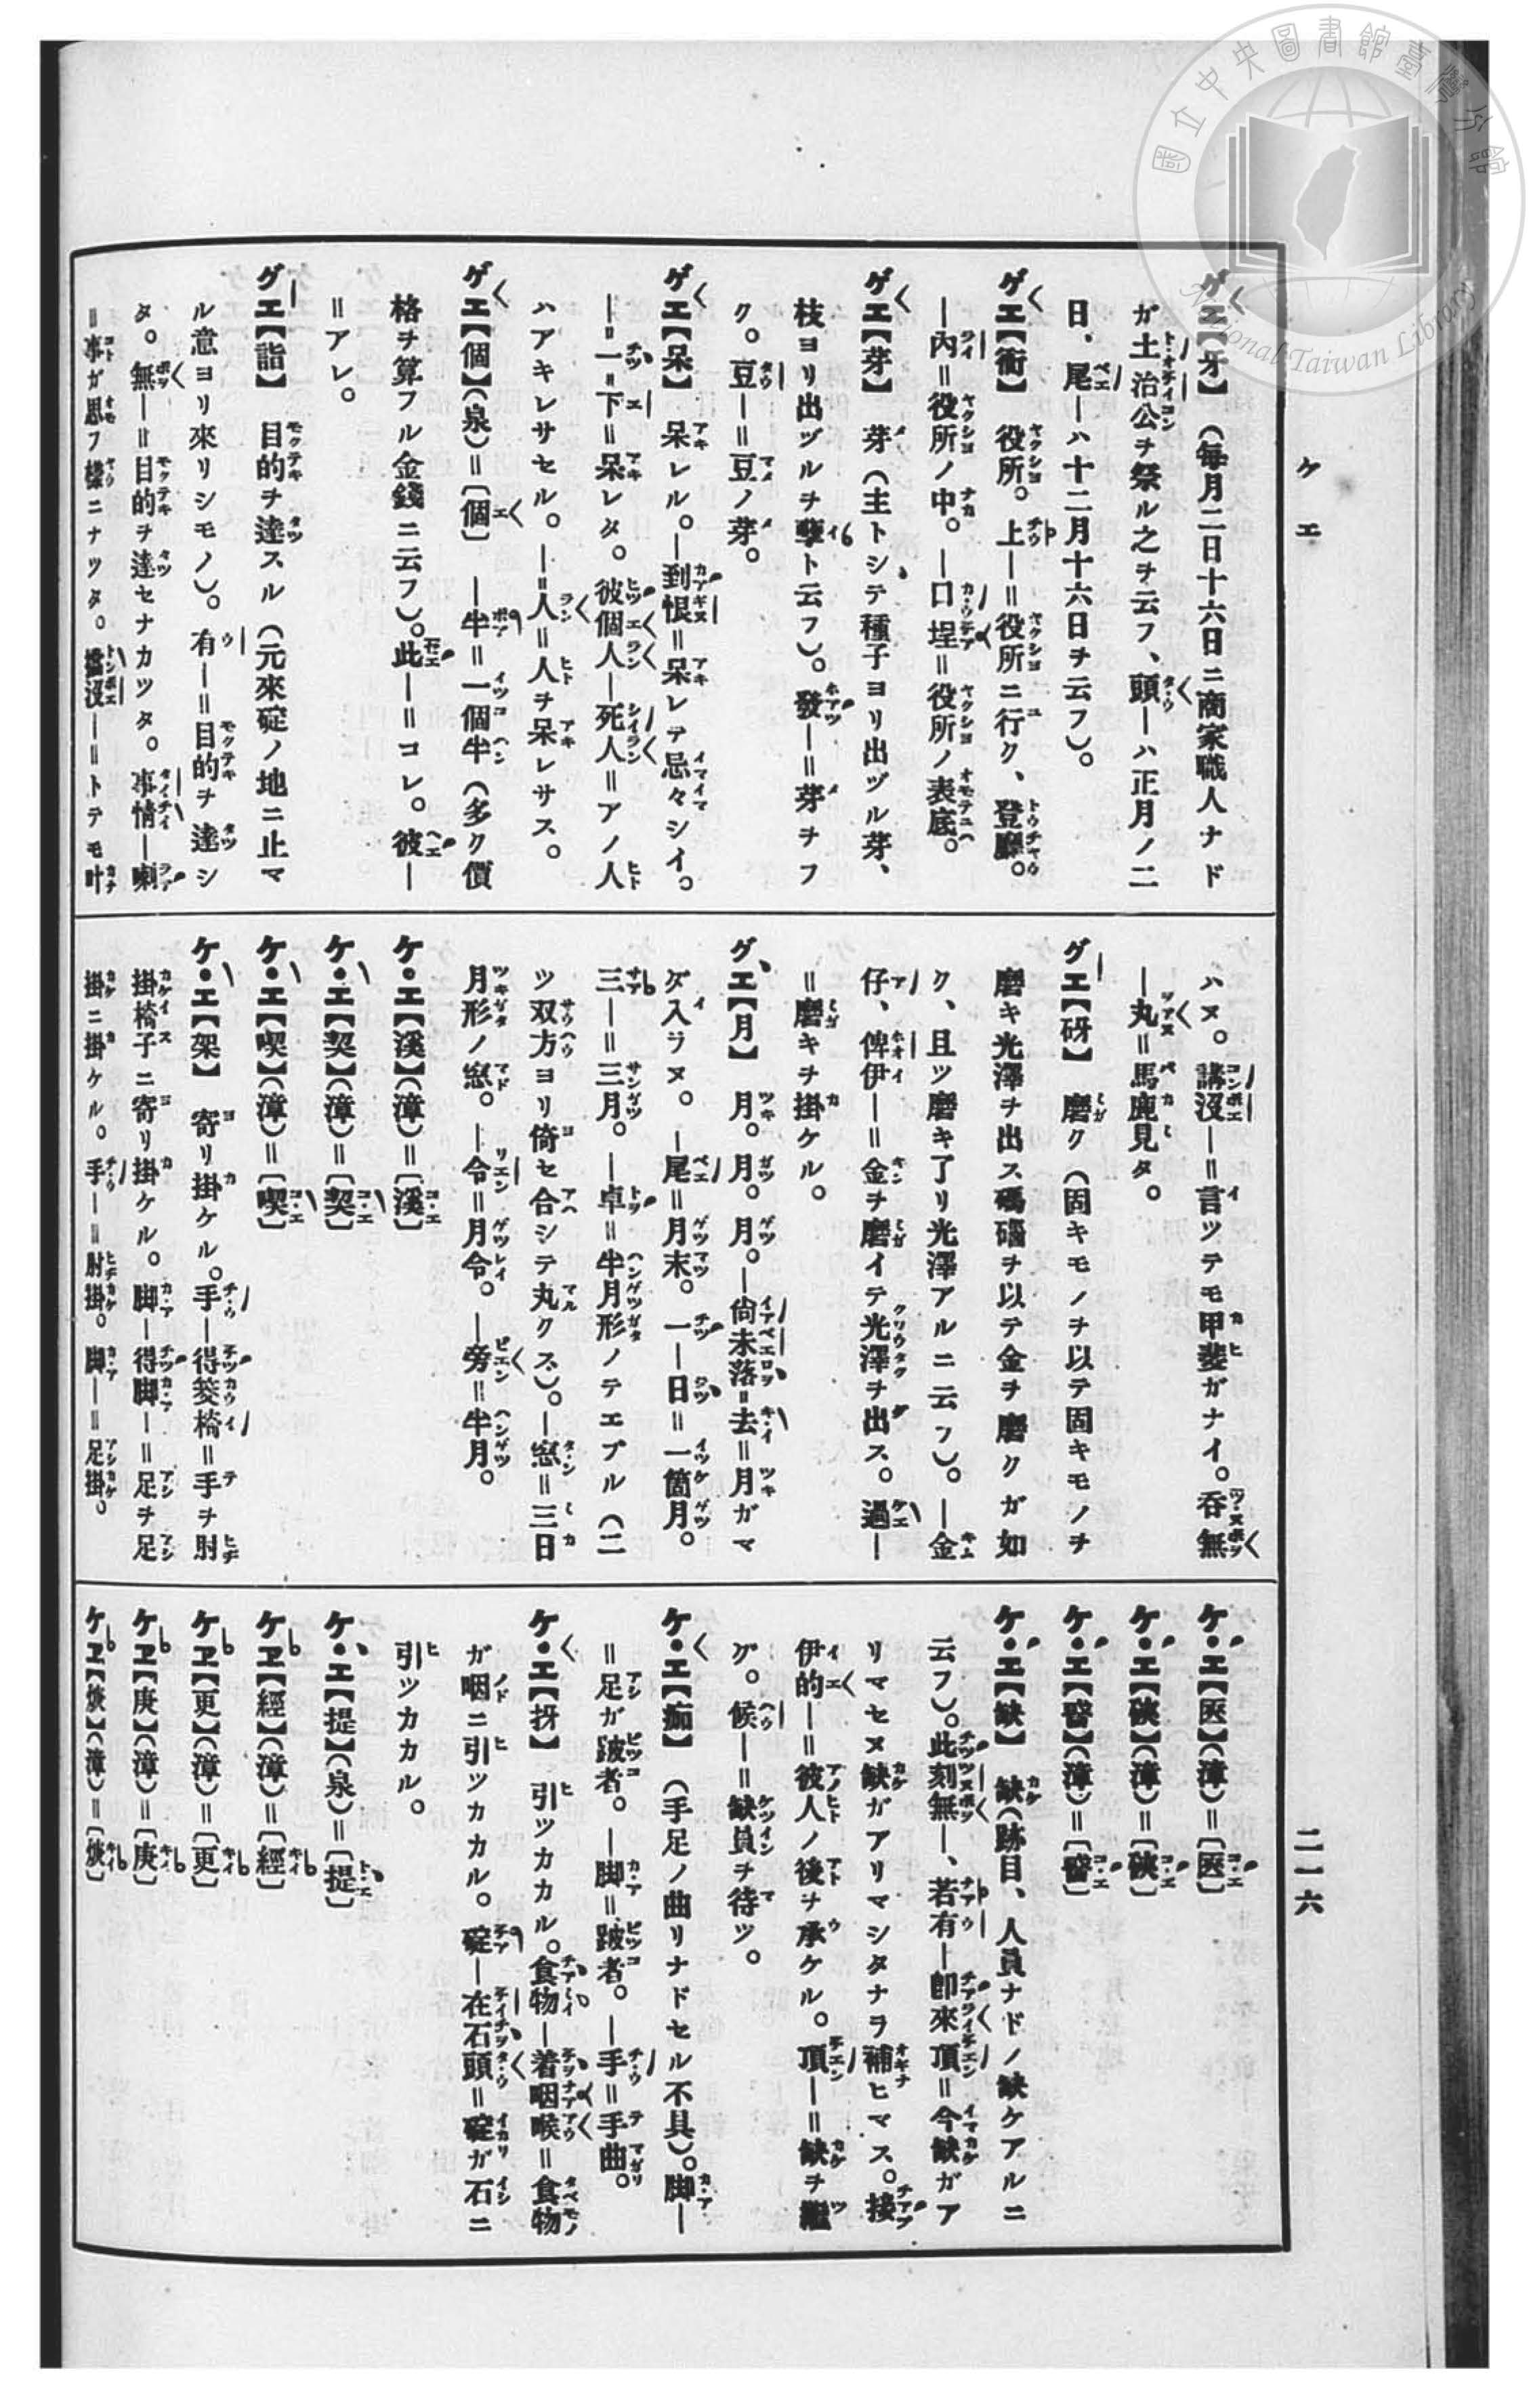 ケエ
二一六
ゲエ【牙】 (每月二日十六日ニ商家職人ナド
ガ土治公ヲ祭ル之ヲ云フ、頭―ハ正月ノ二
日、尾―ハ十二月十六日ヲ云フ)。
ゲエ【衙】 役所。上―=役所ニ行ク、登廳。
―內=役所ノ中。―口埕=役所ノ表底。
ゲエ【芽】 芽(主トシテ種子ヨリ出ヅル芽、
枝ヨリ出ヅルヲ孽ト云フ)。發―=芽ヲフ
ク。豆―=豆ノ芽。
ゲエ【呆】 呆レル。―到恨=呆レテ忌々シイ。
―"一"下=呆レタ。彼個人―死人=アノ人
ハアキレサセル。―"人=人ヲ呆レサス。
ゲエ【個】(泉)=〔個〕 ―半=一個半(多ク價
格ヲ算フル金錢ニ云フ)。此―=コレ。彼―
=アレ。
ゲエ【詣】 目的ヲ達スル(元來碇ノ地ニ止マ
ル意ヨリ來リシモノ)。有―=目的ヲ達シ
タ。無―=目的ヲ達セナカツタ。事情―喇
=事ガ思フ樣ニナツタ。攏沒―=トテモ叶
ハヌ。講沒―=言ツテモ甲斐ガナイ。呑無
―丸=馬鹿見タ。
ゲエ【砑】 磨ク(固キモノヲ以テ固キモノヲ
磨キ光澤ヲ出ス碼碯ヲ以テ金ヲ磨クガ如
ク、且ツ磨キ了リ光澤アルニ云フ)。―金
仔、俾伊―=金ヲ磨イテ光澤ヲ出ス。過―
=磨キヲ掛ケル。
ゲエ【月】 月。月。月。―尙未落"去=月ガマ
ダ入ラヌ。―尾=月末。一―日=一箇月。
三―=三月。―卓=半月形ノテエブル(二
ツ双方ヨリ倚セ合シテ丸クス)。―窓=三日
月形ノ窓。―令=月令。―旁=半月。
ケ・エ【溪】(漳)=〔溪〕
ケ・エ【契】(漳)=〔契〕
ケ・エ【喫】(漳)=〔喫〕
ケ・エ【架】 寄リ掛ケル。手―得筊椅=手ヲ肘
掛椅子ニ寄リ掛ケル。脚―得脚―=足ヲ足
掛ニ掛ケル。手―=肘掛。脚―=足掛。
ケ・エ【医】(漳)=〔医〕
ケ・エ【硤】(漳)=〔硤〕
ケ・エ【瞖】(漳)=〔瞖〕
ケ・エ【缺】 缺(跡目、人員ナドノ缺ケアルニ
云フ)。此刻無―、若有―卽來頂=今缺ガア
リマセヌ缺ガアリマシタナラ補ヒマス。接
伊的―=彼人ノ後ヲ承ケル。頂―=缺ヲ繼
グ。候―=缺員ヲ待ツ。
ケ・エ【痂】 (手足ノ曲リナドセル不具)。脚―
=足ガ跛者。―脚=跛者。―手=手曲。
ケ・エ【抲】 引ツカカル。食物―着咽喉=食物
ガ咽ニ引ツカカル。碇―在石頭=碇ガ石ニ
引ツカカル。
ケ・エ【提】(泉)=〔提〕
ケヱ【經】(漳)=〔經〕
ケヱ【更】(漳)=〔更〕
ケヱ【庚】(漳)=〔庚〕
ケヱ(漳)=
國立中央圖書館臺灣分館
National Taiwan Library